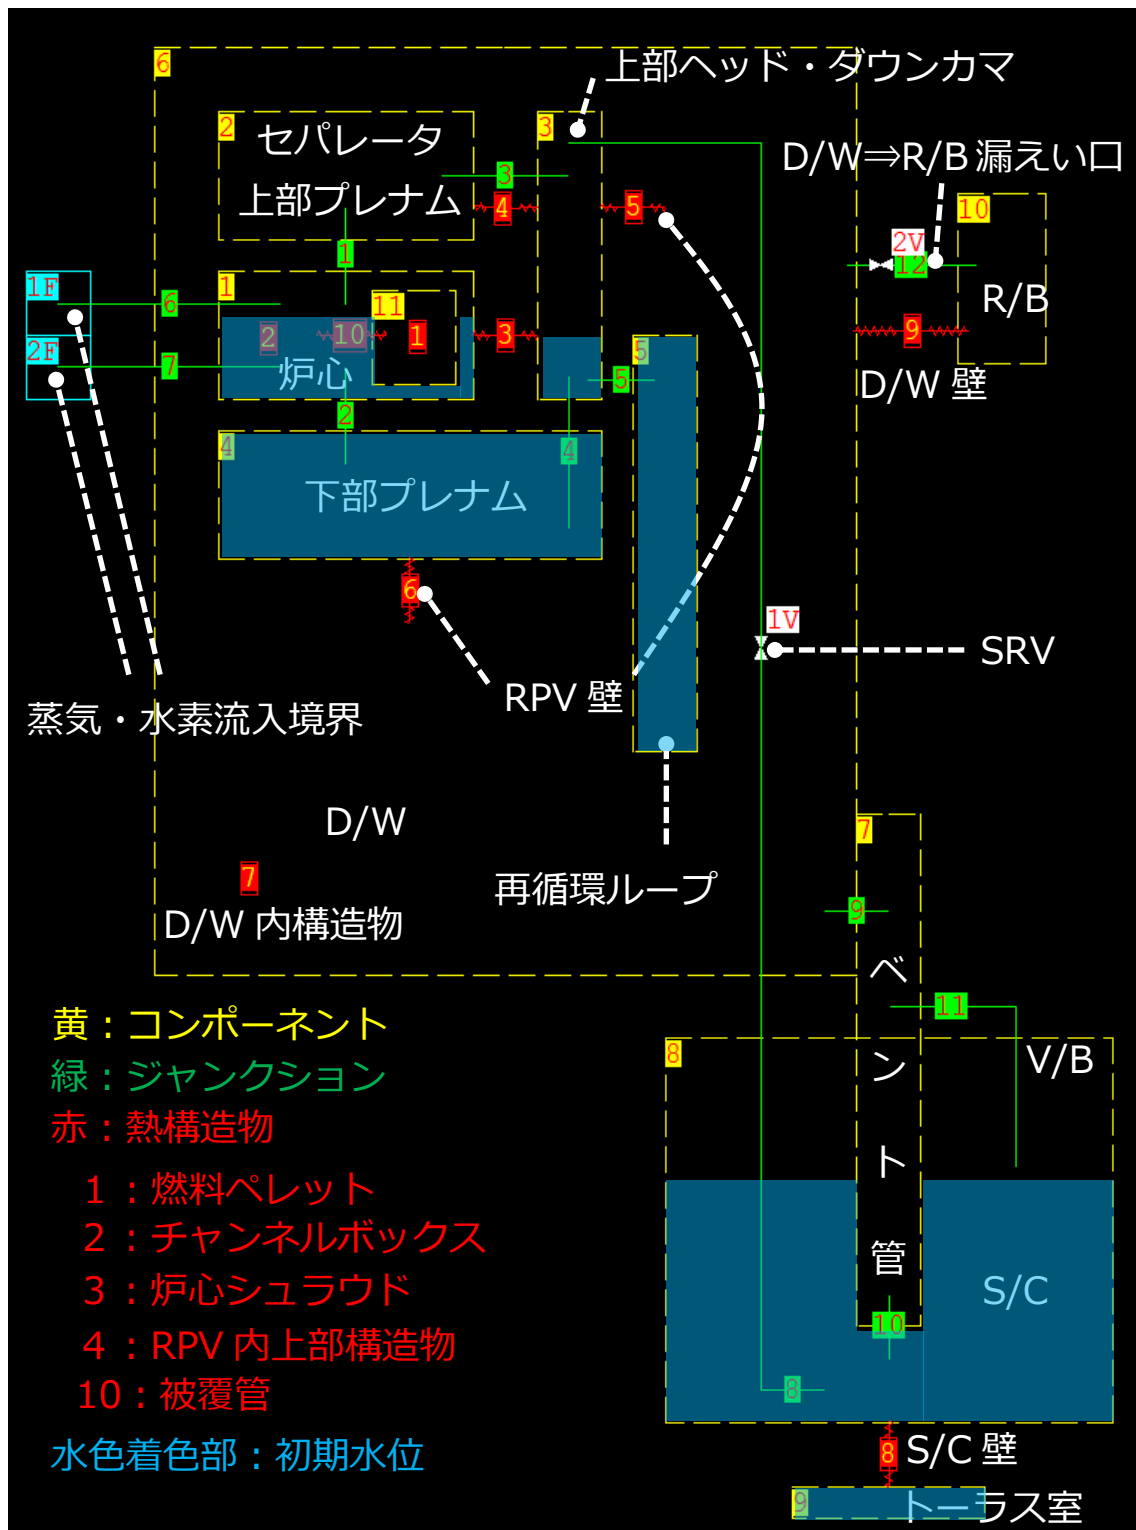 6
上部ヘッド・ダウンカマ
2
セパレータ
上部プレナム
3
D/W⇒R/B 漏えい口
3
4
5
10
2V
12
R/B
9
D/W 壁
1
1F
6
1
11
2
10
1
3
炉心
2F
7
5
5
2
4
4
下部プレナム
6
1V
SRV
RPV 壁
蒸気・水素流入境界
D/W
7
7
再循環ループ
D/W 内構造物
9
ベント管
11
黄：コンポーネント
緑：ジャンクション
赤：熱構造物
1 ：燃料ペレット
2 ：チャンネルボックス
3 ：炉心シュラウド
4 ：RPV 内上部構造物
10：被覆管
水色着色部：初期水位
8
V/B
S/C
10
8
8
S/C 壁
9
トーラス室